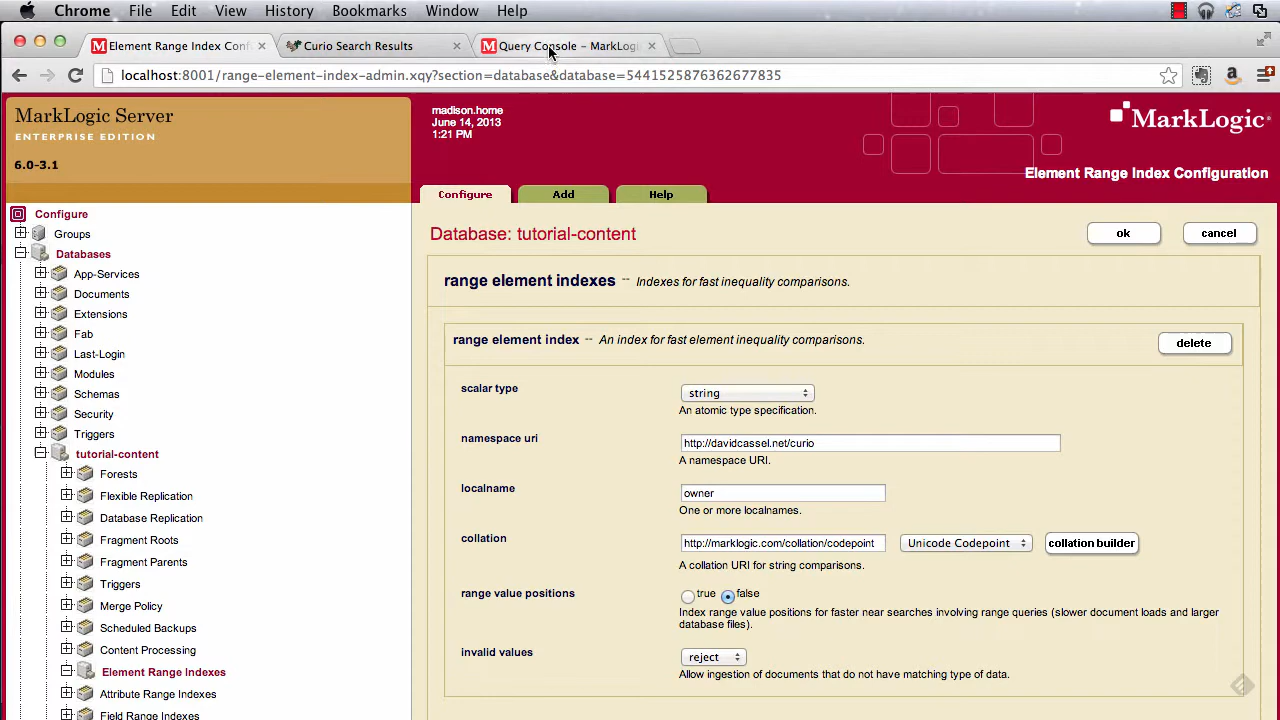 Chrome File Edit View History Bookmarks Window Help
Element Range Index Conf
Curio Search Results
Query Console - MarkLogi
localhost:8001/range-element-index-admin.xqy?section=database&database=5441525876362677835
MarkLogic Server
ENTERPRISE EDITION
6.0-3.1
madison.home
June 14, 2013
1:21 PM
MarkLogic
Element Range Index Configuration
Configure Add Help
Configure
Groups
Databases
App-Services
Documents
Extensions
Fab
Last-Login
Modules
Schemas
Security
Triggers
tutorial-content
Forests
Flexible Replication
Database Replication
Fragment Roots
Fragment Parents
Triggers
Merge Policy
Scheduled Backups
Content Processing
Element Range Indexes
Attribute Range Indexes
Field Range Indexes
Database: tutorial-content
ok cancel
range element indexes -- Indexes for fast inequality comparisons.
range element index -- An index for fast element inequality comparisons.
delete
scalar type
string
An atomic type specification.
namespace uri
http://davidcassel.net/curio
A namespace URI.
localname
owner
One or more localnames.
collation
http://marklogic.com/collation/codepoint
Unicode Codepoint
collation builder
A collation URI for string comparisons.
range value positions
true false
Index range value positions for faster near searches involving range queries (slower document loads and larger
database files).
invalid values
reject
Allow ingestion of documents that do not have matching type of data.